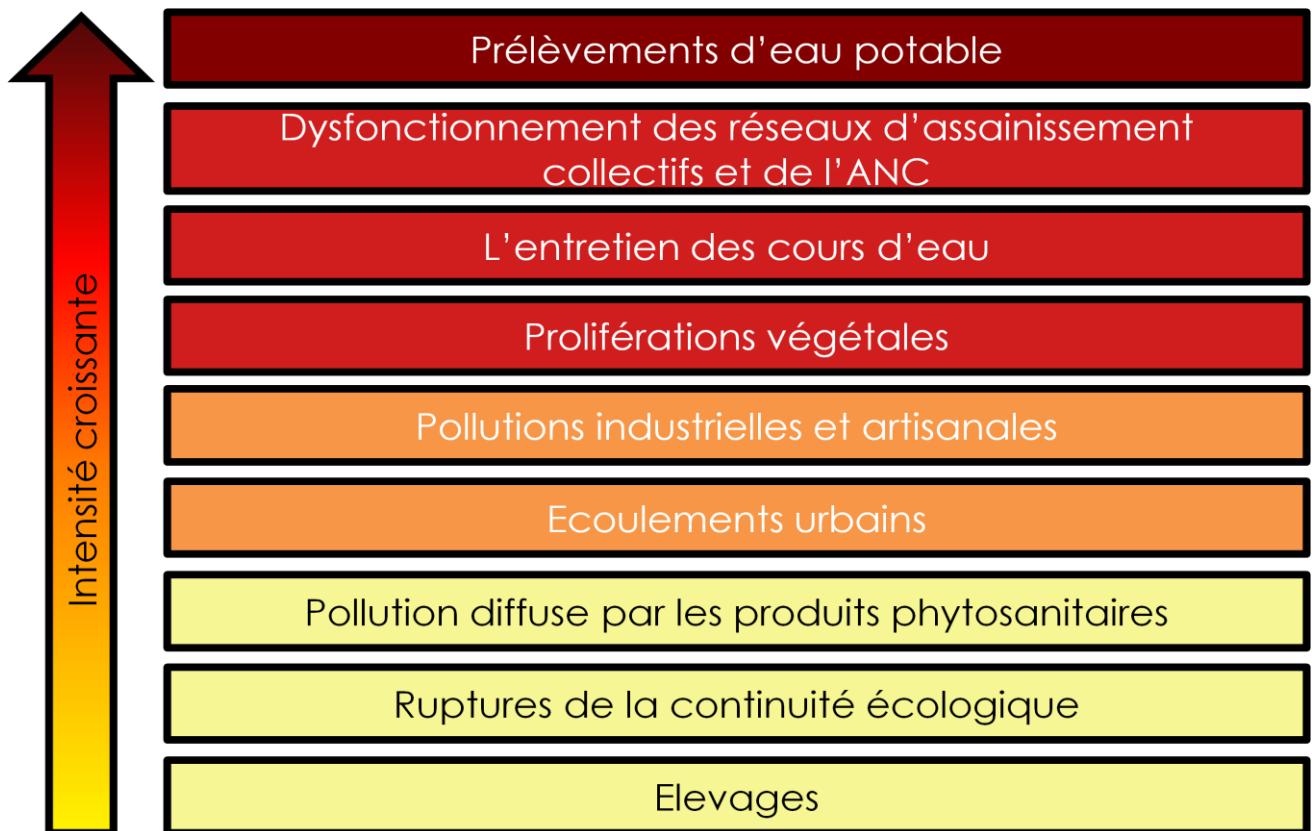 Intensité croissante
Prélèvements d’eau potable
Dysfonctionnement des réseaux d’assainissement
collectifs et de l’ANC
L’entretien des cours d’eau
Proliférations végétales
Pollutions industrielles et artisanales
Ecoulements urbains
Pollution diffuse par les produits phytosanitaires
Ruptures de la continuité écologique
Elevages